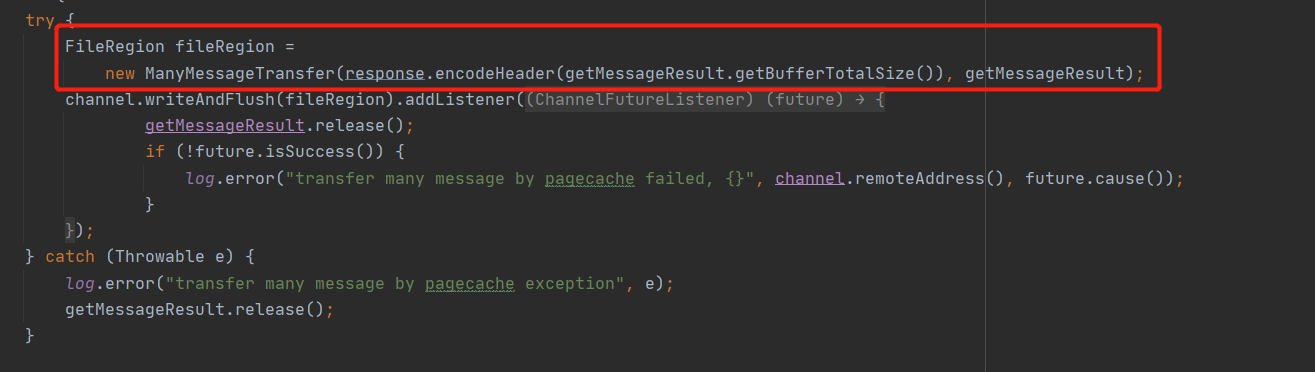 try {
FileRegion fileRegion =
new ManyMessageTransfer(response.encodeHeader(getMessageResult.getBufferTotalSize()), getMessageResult);
channel.writeAndFlush(fileRegion).addListener((ChannelFutureListener) (future) → {
getMessageResult.release();
if (!future.isSuccess()) {
log.error("transfer many message by pagecache failed, {}", channel.remoteAddress(), future.cause());
}
});
} catch (Throwable e) {
log.error("transfer many message by pagecache exception", e);
getMessageResult.release();
}